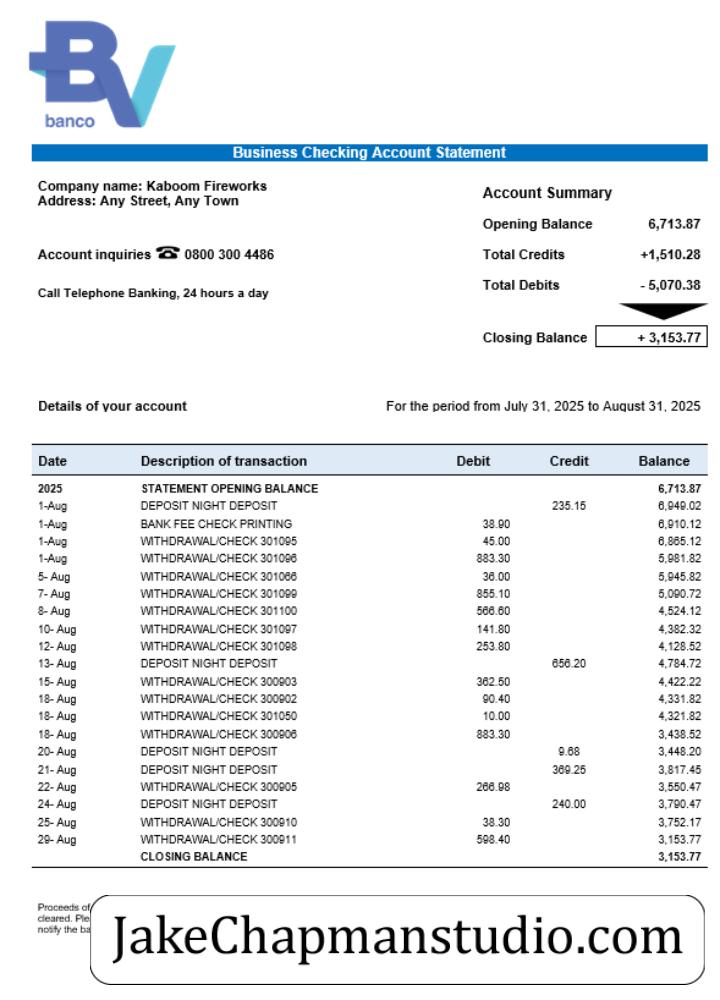 BV
banco
Business Checking Account Statement
Company name: Kaboom Fireworks
Address: Any Street, Any Town
Account inquiries ☎ 0800 300 4486
Call Telephone Banking, 24 hours a day
Account Summary
Opening Balance 6,713.87
Total Credits +1,510.28
Total Debits - 5,070.38
Closing Balance + 3,153.77
Details of your account For the period from July 31, 2025 to August 31, 2025
Date Description of transaction Debit Credit Balance
2025 STATEMENT OPENING BALANCE 6,713.87
1-Aug DEPOSIT NIGHT DEPOSIT 235.15 6,949.02
1-Aug BANK FEE CHECK PRINTING 38.90 6,910.12
1-Aug WITHDRAWAL/CHECK 301095 45.00 6,865.12
1-Aug WITHDRAWAL/CHECK 301096 883.30 5,981.82
5- Aug WITHDRAWAL/CHECK 301066 36.00 5,945.82
7- Aug WITHDRAWAL/CHECK 301099 855.10 5,090.72
8- Aug WITHDRAWAL/CHECK 301100 566.60 4,524.12
10- Aug WITHDRAWAL/CHECK 301097 141.80 4,382.32
12- Aug WITHDRAWAL/CHECK 301098 253.80 4,128.52
13- Aug DEPOSIT NIGHT DEPOSIT 656.20 4,784.72
15- Aug WITHDRAWAL/CHECK 300903 362.50 4,422.22
18- Aug WITHDRAWAL/CHECK 300902 90.40 4,331.82
18- Aug WITHDRAWAL/CHECK 301050 10.00 4,321.82
18- Aug WITHDRAWAL/CHECK 300906 883.30 3,438.52
20- Aug DEPOSIT NIGHT DEPOSIT 9.68 3,448.20
21- Aug DEPOSIT NIGHT DEPOSIT 369.25 3,817.45
22- Aug WITHDRAWAL/CHECK 300905 266.98 3,550.47
24- Aug DEPOSIT NIGHT DEPOSIT 240.00 3,790.47
25- Aug WITHDRAWAL/CHECK 300910 38.30 3,752.17
29- Aug WITHDRAWAL/CHECK 300911 598.40 3,153.77
CLOSING BALANCE 3,153.77
Proceeds of
cleared.
notify the
JakeChapmanstudio.com